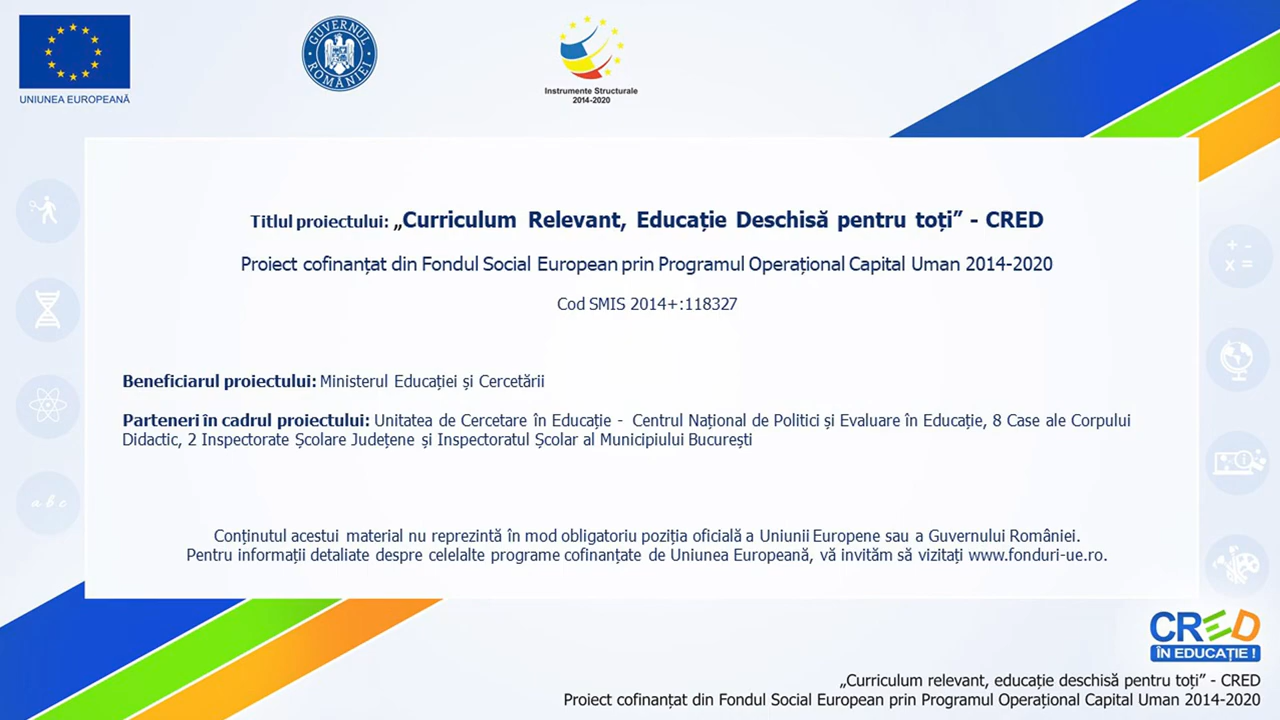 UNIUNEA EUROPEANĂ
GUVERNUL ROMÂNIEI
Instrumente Structurale
2014-2020
Titlul proiectului: „Curriculum Relevant, Educație Deschisă pentru toți” - CRED
Proiect cofinanțat din Fondul Social European prin Programul Operațional Capital Uman 2014-2020
Cod SMIS 2014+:118327
Beneficiarul proiectului: Ministerul Educației și Cercetării
Parteneri în cadrul proiectului: Unitatea de Cercetare în Educație - Centrul Național de Politici și Evaluare în Educație, 8 Case ale Corpului
Didactic, 2 Inspectorate Școlare Județene și Inspectoratul Școlar al Municipiului București
a b c
Conținutul acestui material nu reprezintă în mod obligatoriu poziția oficială a Uniunii Europene sau a Guvernului României.
Pentru informații detaliate despre celelalte programe cofinanțate de Uniunea Europeană, vă invităm să vizitați www.fonduri-ue.ro.
CRED
ÎN EDUCAȚIE !
„Curriculum relevant, educație deschisă pentru toți” - CRED
Proiect cofinanțat din Fondul Social European prin Programul Operațional Capital Uman 2014-2020